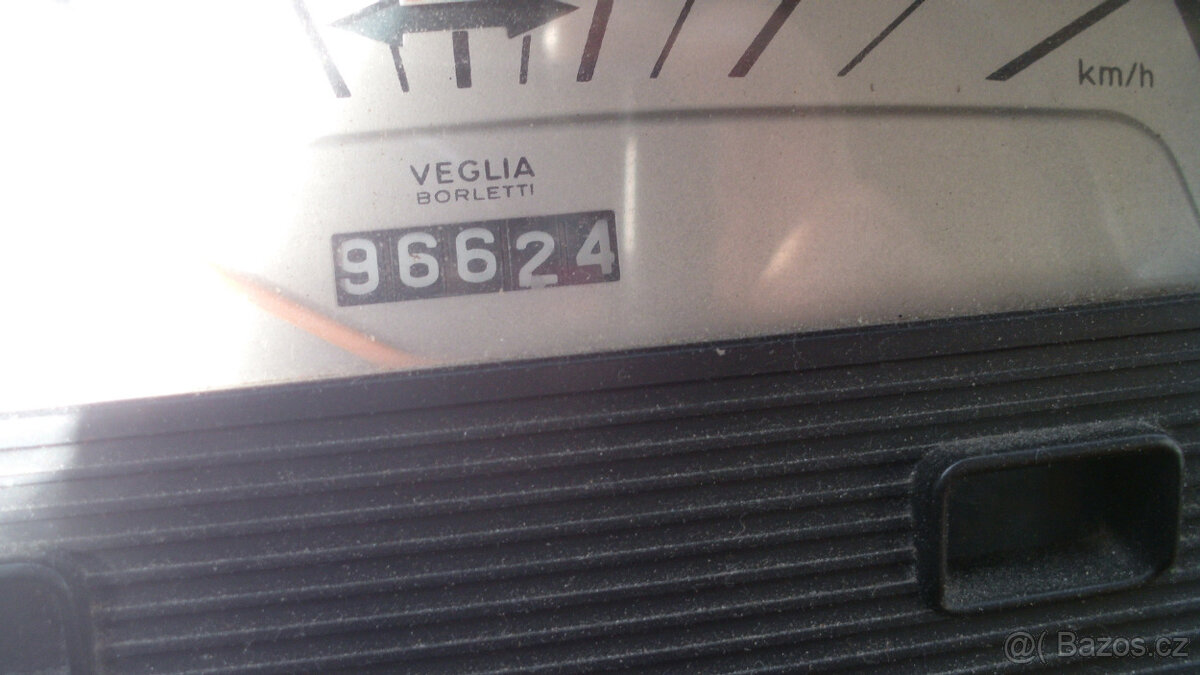 km/h
VEGLIA
BORLETTI
96624
@( Bazos.cz